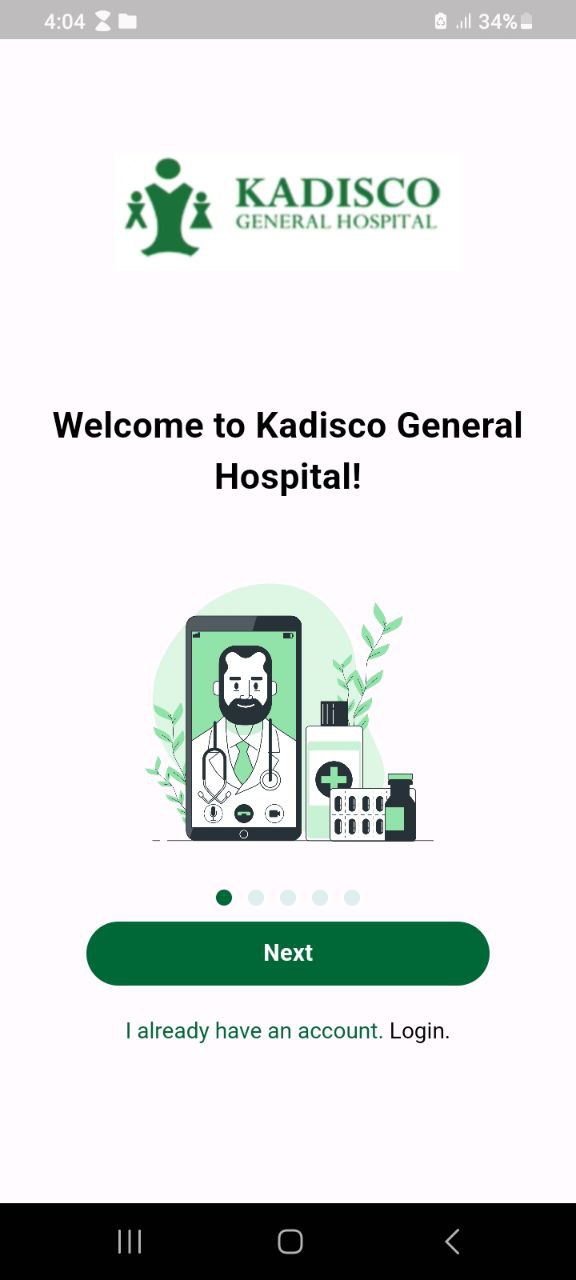 4:04
34%
KADISCO
GENERAL HOSPITAL
Welcome to Kadisco General
Hospital!
Next
I already have an account. Login.